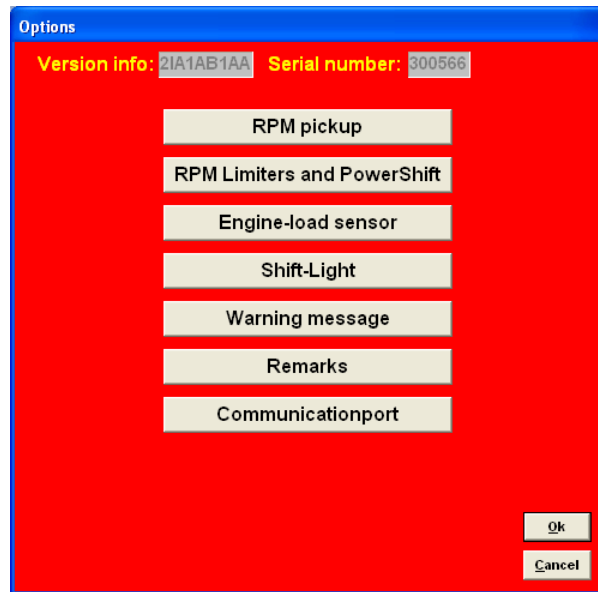 Options
Version info: 2IA1AB1AA Serial number: 300566
RPM pickup
RPM Limiters and PowerShift
Engine-load sensor
Shift-Light
Warning message
Remarks
Communicationport
Ok
Cancel